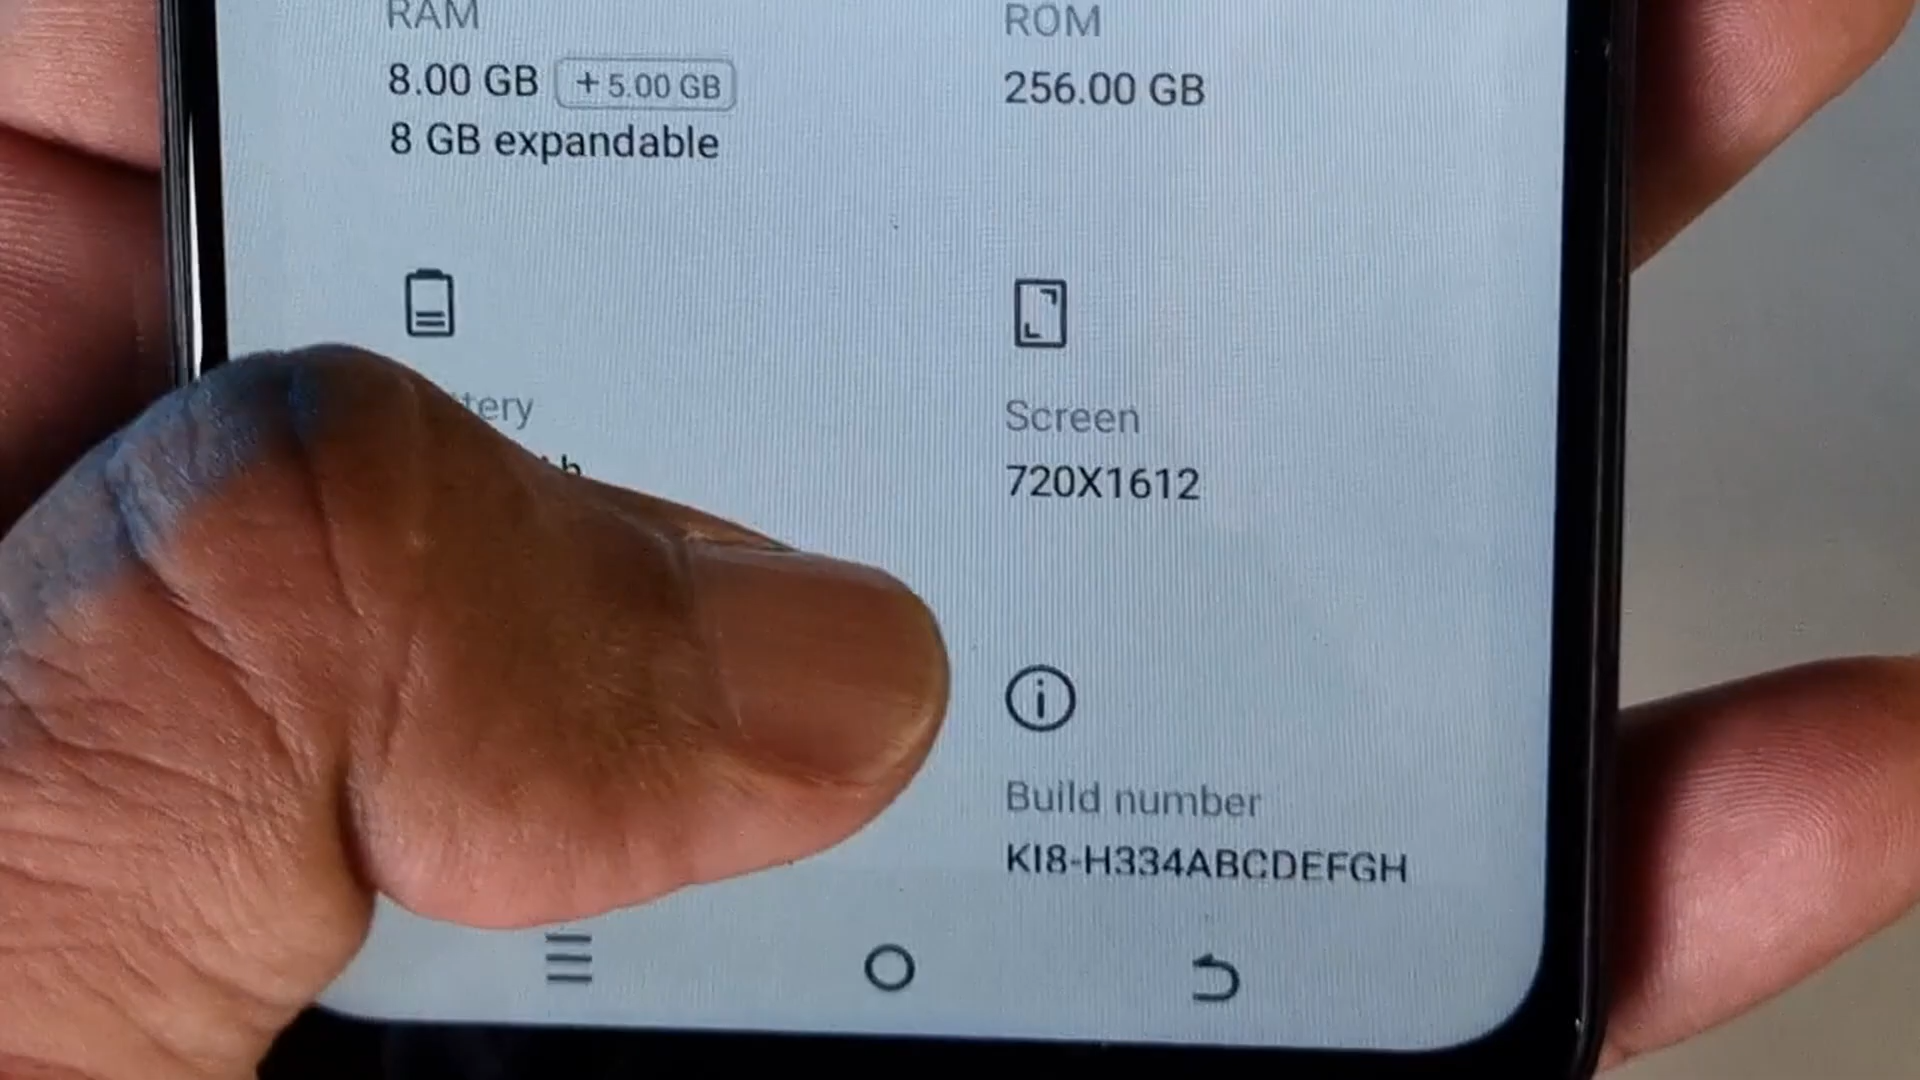 RAM
ROM
8.00 GB + 5.00 GB
256.00 GB
8 GB expandable
Screen
720X1612
Build number
KI8-H334ABCDEFGH